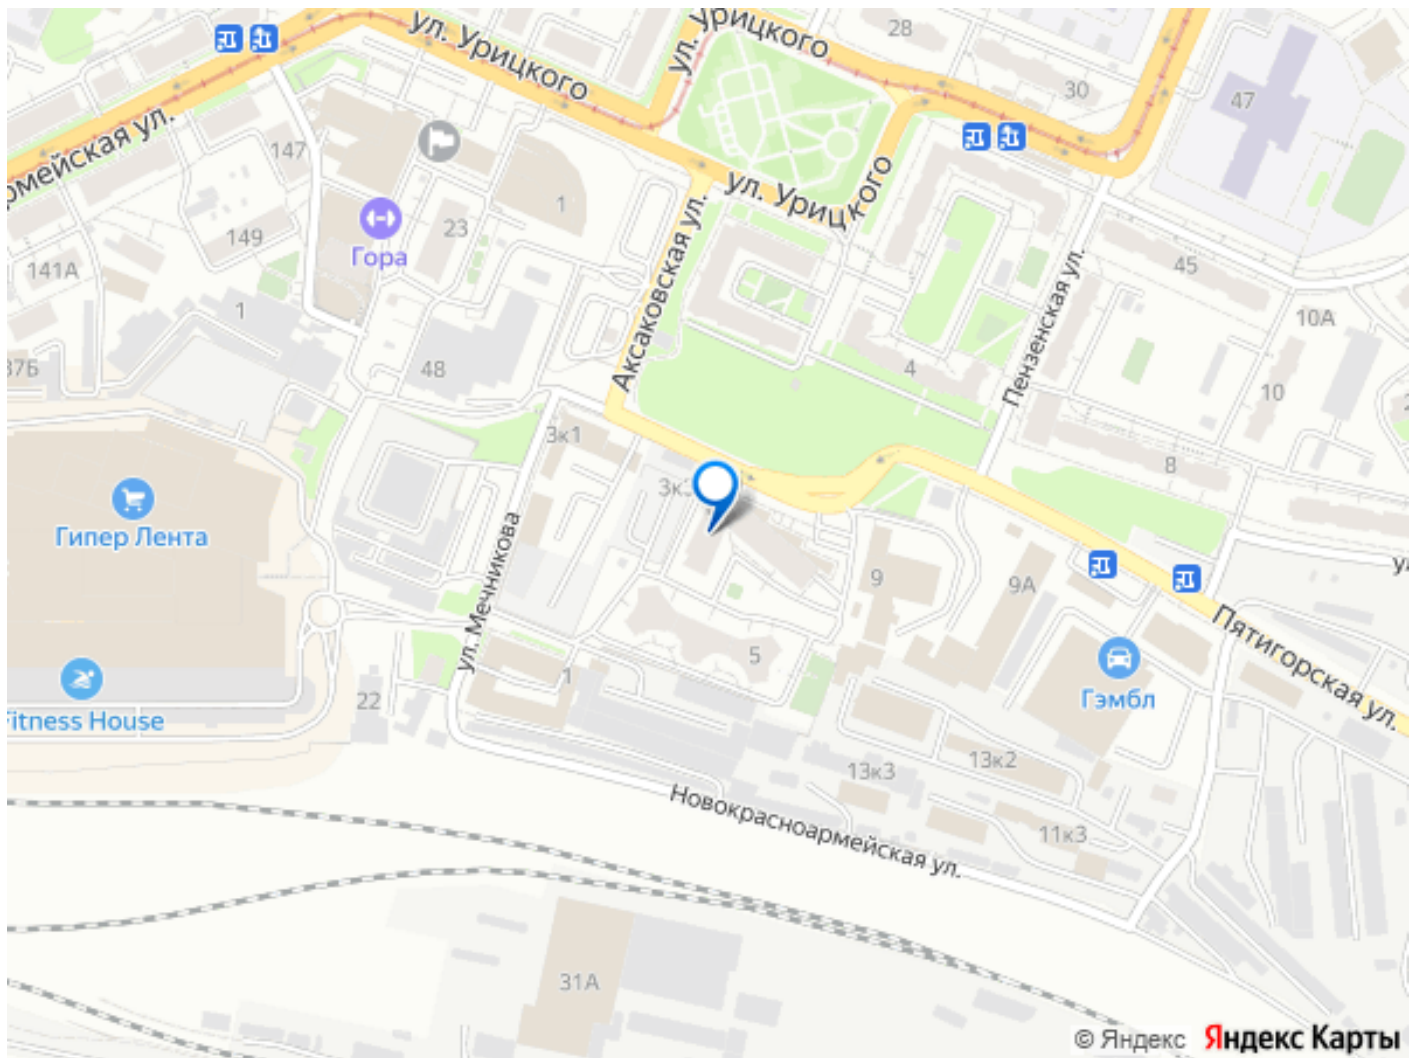 ул. Урицкого
ул. Урицкого
28
30
47
армейская ул.
147
149
141А
Гора
23
1
ул. Урицкого
Аксаковская ул.
Пензенская ул.
45
10А
10
1
37Б
48
4
8
3к1
3к3
Гипер Лента
ул. Мечникова
9
9А
Пятигорская ул.
5
1
22
Fitness House
Гэмбл
13к3
13к2
11к3
Новокрасноармейская ул.
31А
© Яндекс Яндекс Карты